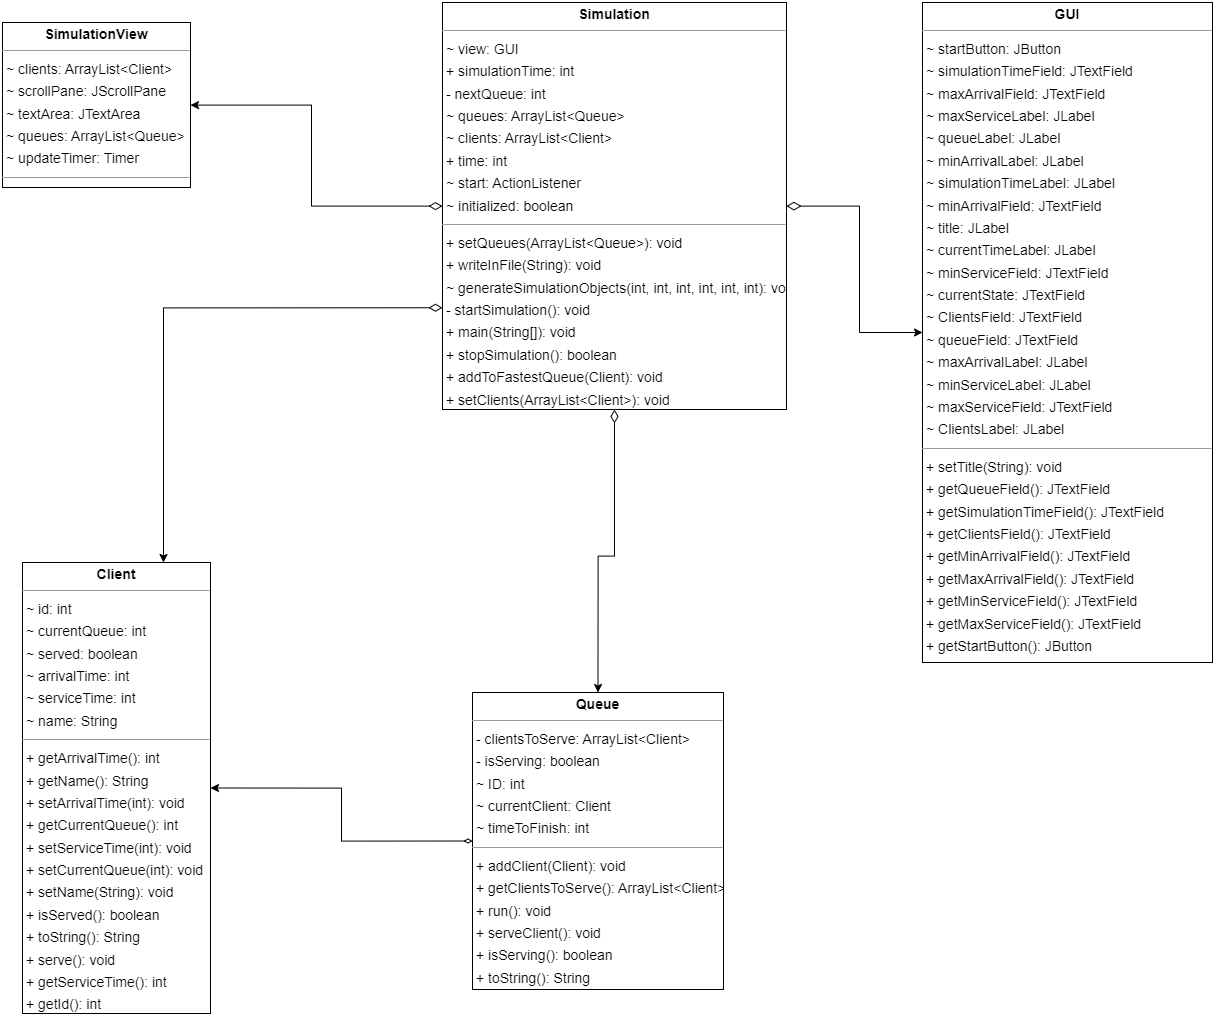 SimulationView
~ clients: ArrayList<Client>
~ scrollPane: JScrollPane
~ textArea: JTextArea
~ queues: ArrayList<Queue>
~ updateTimer: Timer
Simulation
~ view: GUI
+ simulationTime: int
- nextQueue: int
~ queues: ArrayList<Queue>
~ clients: ArrayList<Client>
+ time: int
~ start: ActionListener
~ initialized: boolean
+ setQueues(ArrayList<Queue>): void
+ writeInFile(String): void
~ generateSimulationObjects(int, int, int, int, int, int): vo
- startSimulation(): void
+ main(String[]): void
+ stopSimulation(): boolean
+ addToFastestQueue(Client): void
+ setClients(ArrayList<Client>): void
GUI
~ startButton: JButton
~ simulationTimeField: JTextField
~ maxArrivalField: JTextField
~ maxServiceLabel: JLabel
~ queueLabel: JLabel
~ minArrivalLabel: JLabel
~ simulationTimeLabel: JLabel
~ minArrivalField: JTextField
~ title: JLabel
~ currentTimeLabel: JLabel
~ minServiceField: JTextField
~ currentState: JTextField
~ ClientsField: JTextField
~ queueField: JTextField
~ maxArrivalLabel: JLabel
~ minServiceLabel: JLabel
~ maxServiceField: JTextField
~ ClientsLabel: JLabel
+ setTitle(String): void
+ getQueueField(): JTextField
+ getSimulationTimeField(): JTextField
+ getClientsField(): JTextField
+ getMinArrivalField(): JTextField
+ getMaxArrivalField(): JTextField
+ getMinServiceField(): JTextField
+ getMaxServiceField(): JTextField
+ getStartButton(): JButton
Client
~ id: int
~ currentQueue: int
~ served: boolean
~ arrivalTime: int
~ serviceTime: int
~ name: String
+ getArrivalTime(): int
+ getName(): String
+ setArrivalTime(int): void
+ getCurrentQueue(): int
+ setServiceTime(int): void
+ setCurrentQueue(int): void
+ setName(String): void
+ isServed(): boolean
+ toString(): String
+ serve(): void
+ getServiceTime(): int
+ getId(): int
Queue
- clientsToServe: ArrayList<Client>
- isServing: boolean
~ ID: int
~ currentClient: Client
~ timeToFinish: int
+ addClient(Client): void
+ getClientsToServe(): ArrayList<Client>
+ run(): void
+ serveClient(): void
+ isServing(): boolean
+ toString(): String